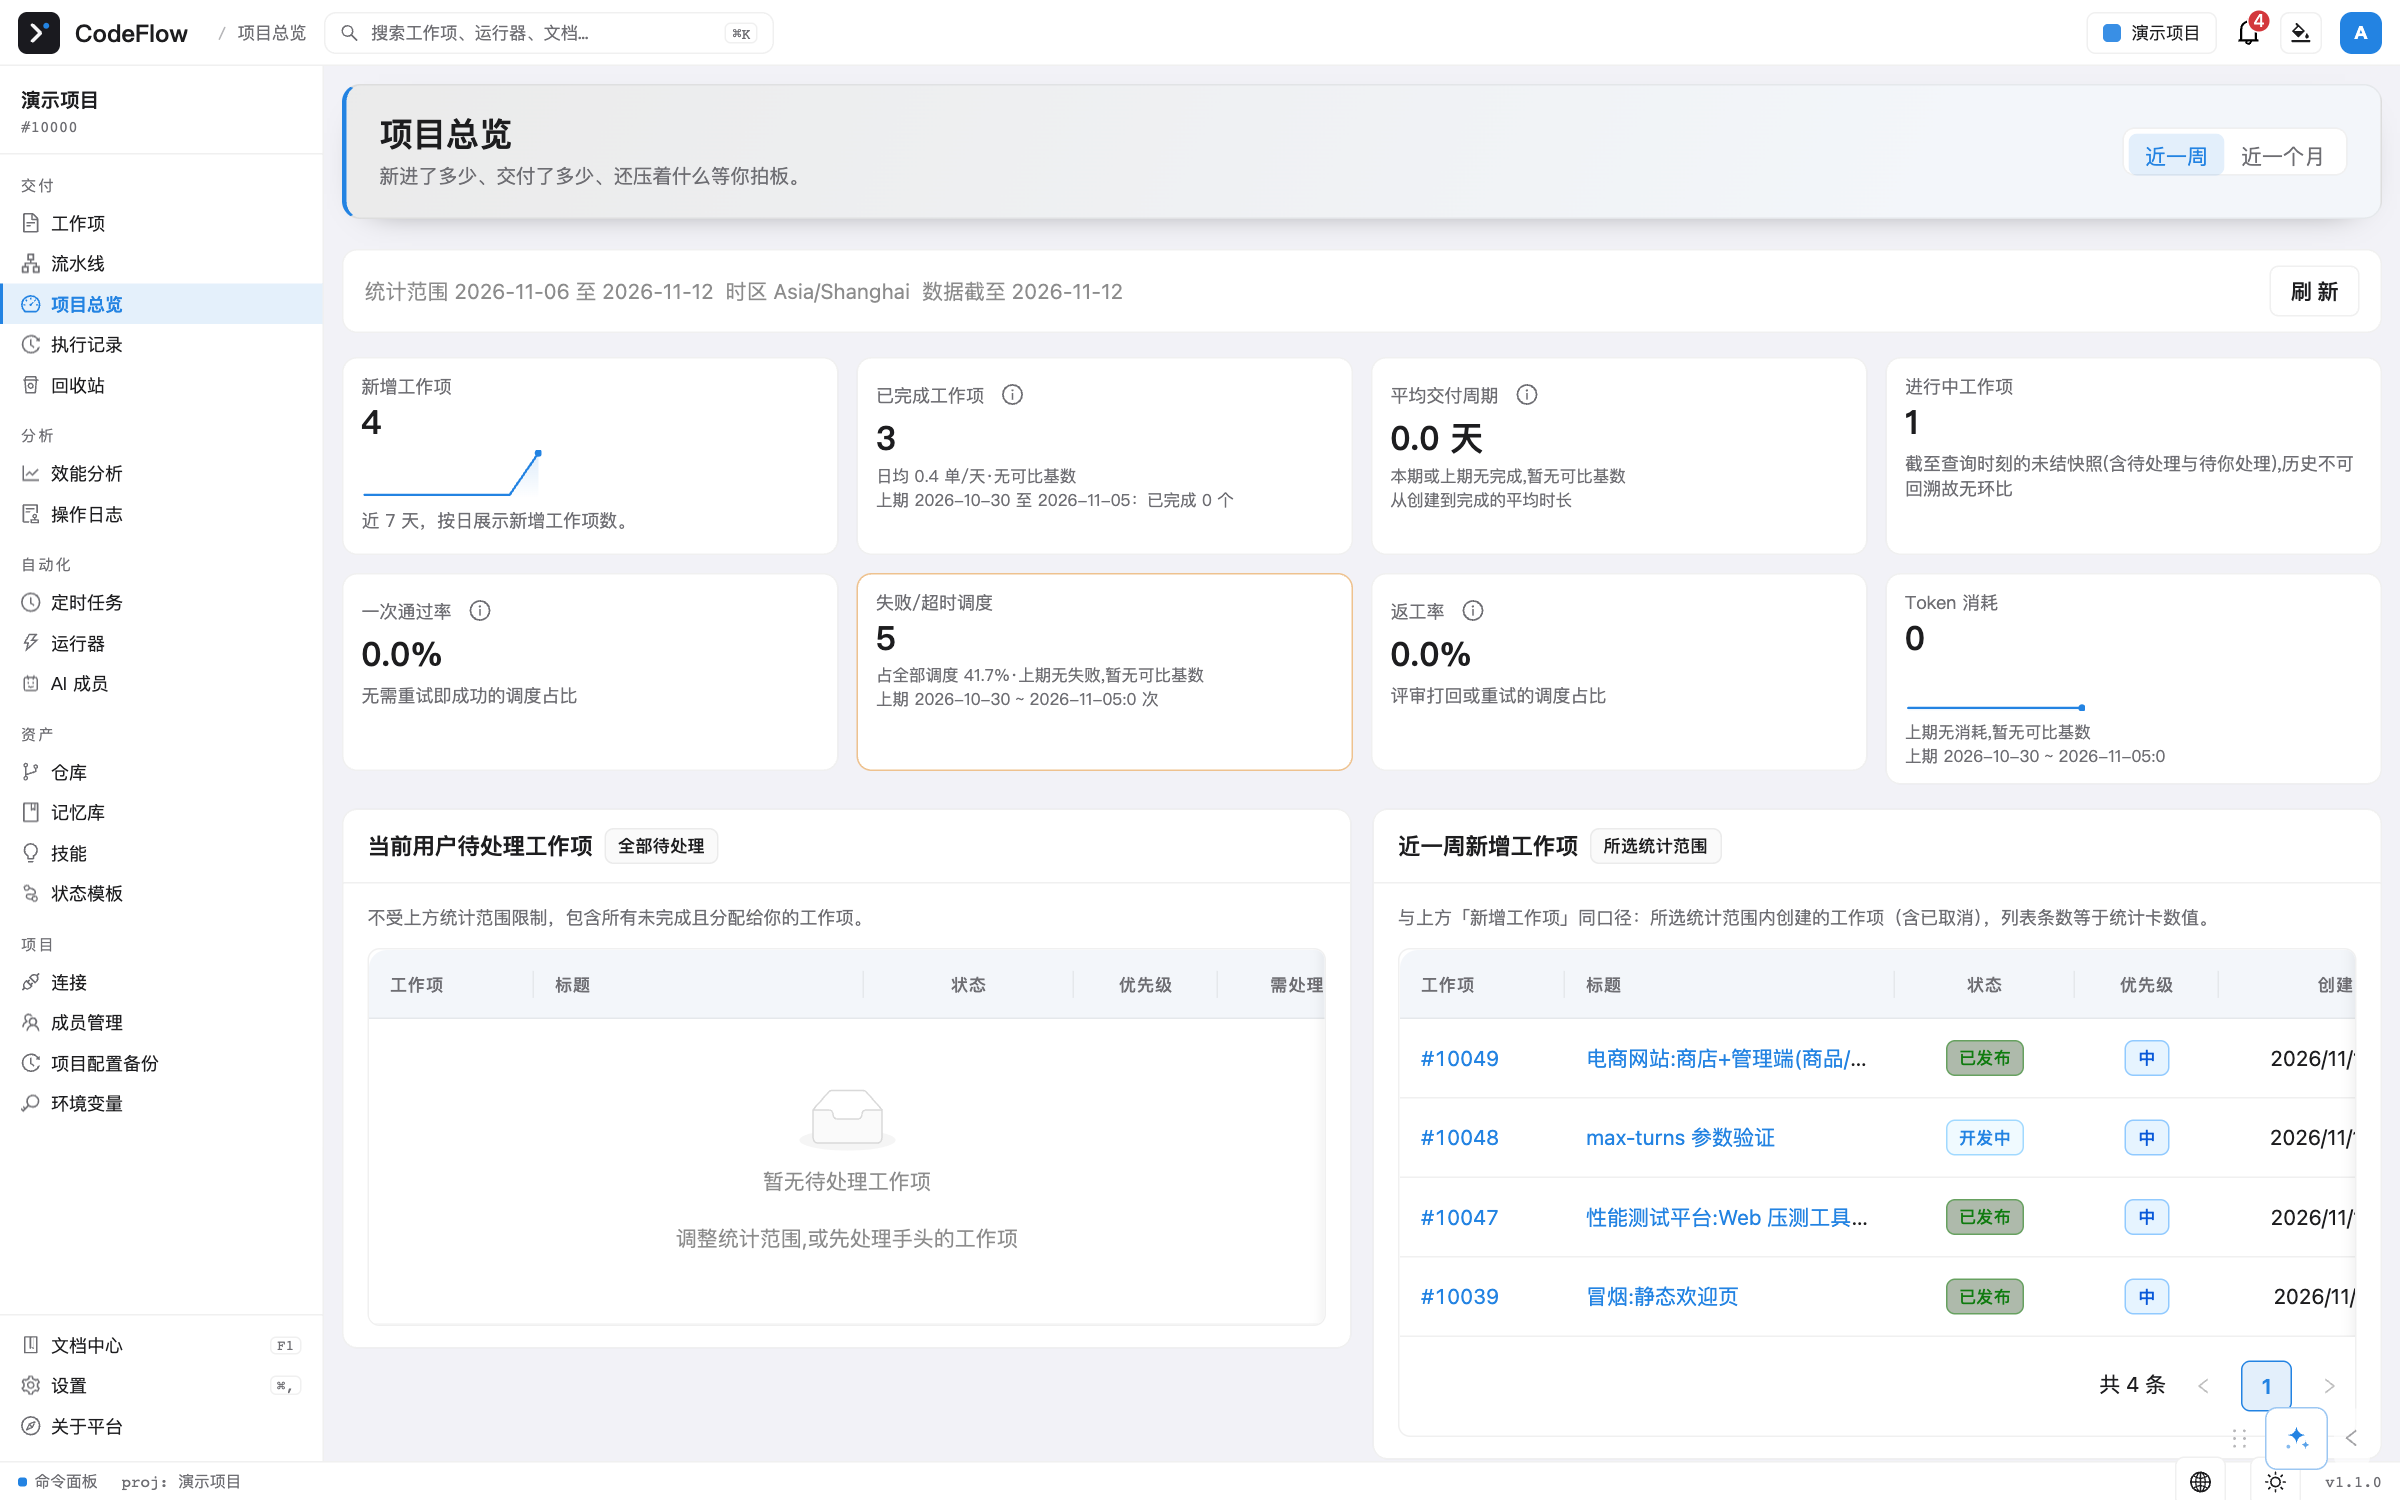 CodeFlow / 项目总览 搜索工作项、运行器、文档... ⌘K 演示项目 4 A
演示项目
#10000
交付
工作项
流水线
项目总览
执行记录
回收站
分析
效能分析
操作日志
自动化
定时任务
运行器
AI 成员
资产
仓库
记忆库
技能
状态模板
项目
连接
成员管理
项目配置备份
环境变量
文档中心 F1
设置 ⌘,
关于平台
项目总览
新进了多少、交付了多少、还压着什么等你拍板。
近一周 近一个月
统计范围 2026-11-06 至 2026-11-12 时区 Asia/Shanghai 数据截至 2026-11-12
刷 新
新增工作项
4
近 7 天，按日展示新增工作项数。
已完成工作项
3
日均 0.4 单/天·无可比基数
上期 2026-10-30 至 2026-11-05：已完成 0 个
平均交付周期
0.0 天
本期或上期无完成,暂无可比基数
从创建到完成的平均时长
进行中工作项
1
截至查询时刻的未结快照(含待处理与待你处理),历史不可
回溯故无环比
一次通过率
0.0%
无需重试即成功的调度占比
失败/超时调度
5
占全部调度 41.7%·上期无失败,暂无可比基数
上期 2026-10-30 ~ 2026-11-05:0 次
返工率
0.0%
评审打回或重试的调度占比
Token 消耗
0
上期无消耗,暂无可比基数
上期 2026-10-30 ~ 2026-11-05:0
当前用户待处理工作项 全部待处理
不受上方统计范围限制，包含所有未完成且分配给你的工作项。
工作项 标题 状态 优先级 需处理
暂无待处理工作项
调整统计范围,或先处理手头的工作项
近一周新增工作项 所选统计范围
与上方「新增工作项」同口径：所选统计范围内创建的工作项（含已取消），列表条数等于统计卡数值。
工作项 标题 状态 优先级 创建
#10049 电商网站:商店+管理端(商品/... 已发布 中 2026/11/
#10048 max-turns 参数验证 开发中 中 2026/11/
#10047 性能测试平台:Web 压测工具... 已发布 中 2026/11/
#10039 冒烟:静态欢迎页 已发布 中 2026/11/
共 4 条 < 1 >
命令面板 proj: 演示项目 v1.1.0